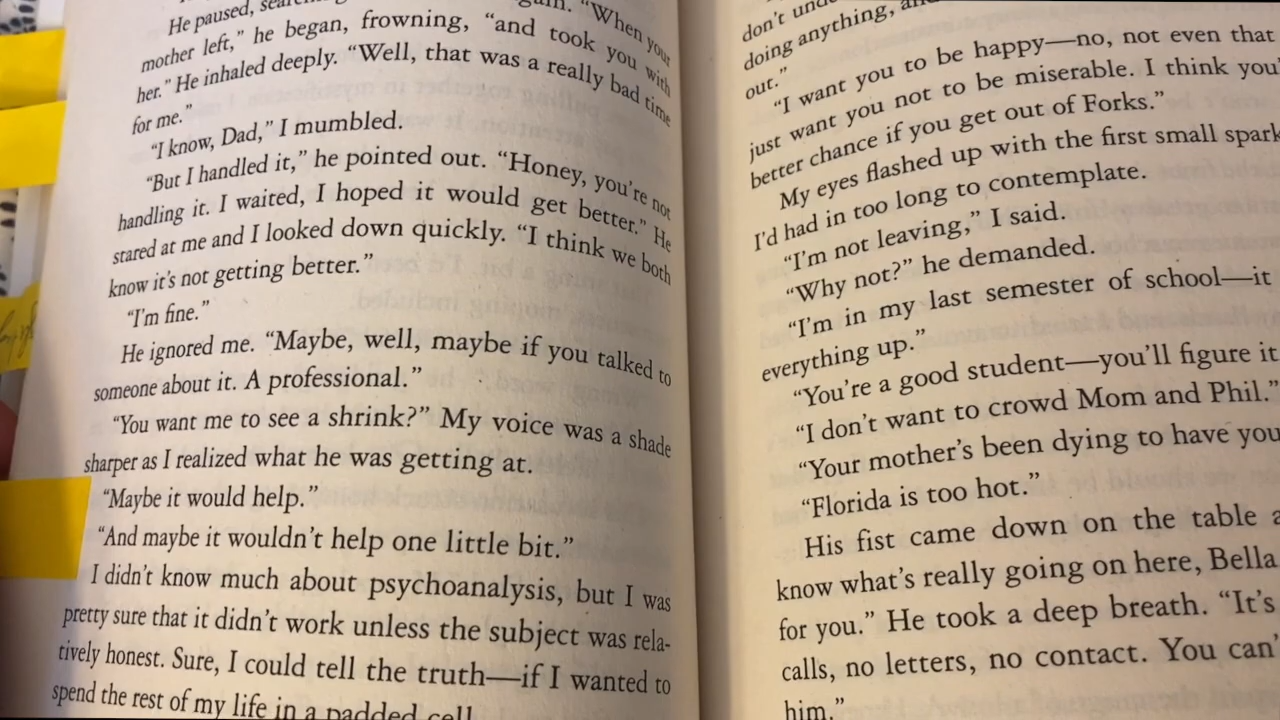 He paused,
again. “When your
mother left,” he began, frowning, “and took you with
her.” He inhaled deeply. “Well, that was a really bad time
for me.”
“I know, Dad,” I mumbled.
“But I handled it,” he pointed out. “Honey, you’re not
handling it. I waited, I hoped it would get better.” He
stared at me and I looked down quickly. “I think we both
know it’s not getting better.”
“I’m fine.”
He ignored me. “Maybe, well, maybe if you talked to
someone about it. A professional.”
“You want me to see a shrink?” My voice was a shade
sharper as I realized what he was getting at.
“Maybe it would help.”
“And maybe it wouldn’t help one little bit.”
I didn’t know much about psychoanalysis, but I was
pretty sure that it didn’t work unless the subject was rela-
tively honest. Sure, I could tell the truth—if I wanted to
spend the rest of my life in a padded cell
don’t
doing anything,
out.”
“I want you to be happy—no, not even that
just want you not to be miserable. I think you’
better chance if you get out of Forks.”
My eyes flashed up with the first small spark
I’d had in too long to contemplate.
“I’m not leaving,” I said.
“Why not?” he demanded.
“I’m in my last semester of school—it
everything up.”
“You’re a good student—you’ll figure it
“I don’t want to crowd Mom and Phil.”
“Your mother’s been dying to have you
“Florida is too hot.”
His fist came down on the table
know what’s really going on here, Bella
for you.” He took a deep breath. “It’s
calls, no letters, no contact. You can’
him.”